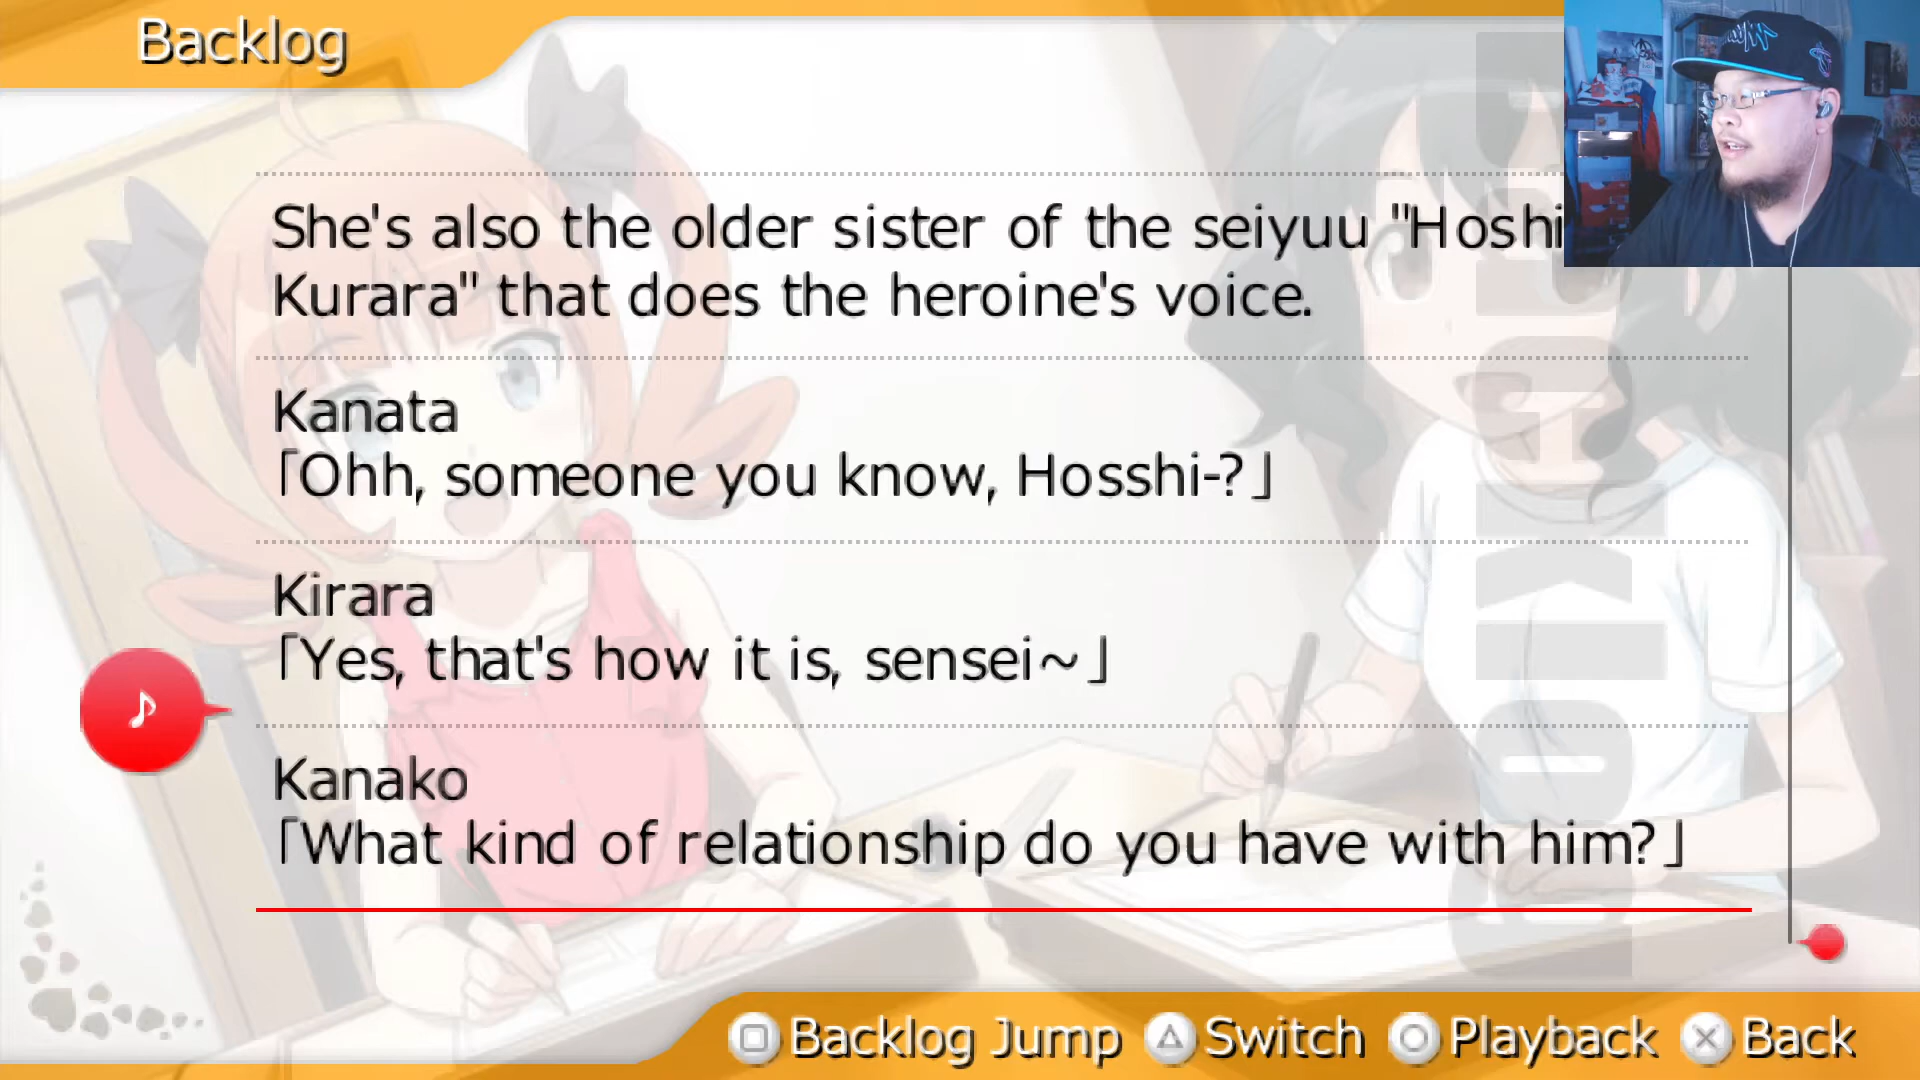 Backlog
She's also the older sister of the seiyuu "Hoshi
Kurara" that does the heroine's voice.
Kanata
「Ohh, someone you know, Hosshi-?」
Kirara
「Yes, that's how it is, sensei~」
Kanako
「What kind of relationship do you have with him?」
Backlog Jump Switch Playback Back